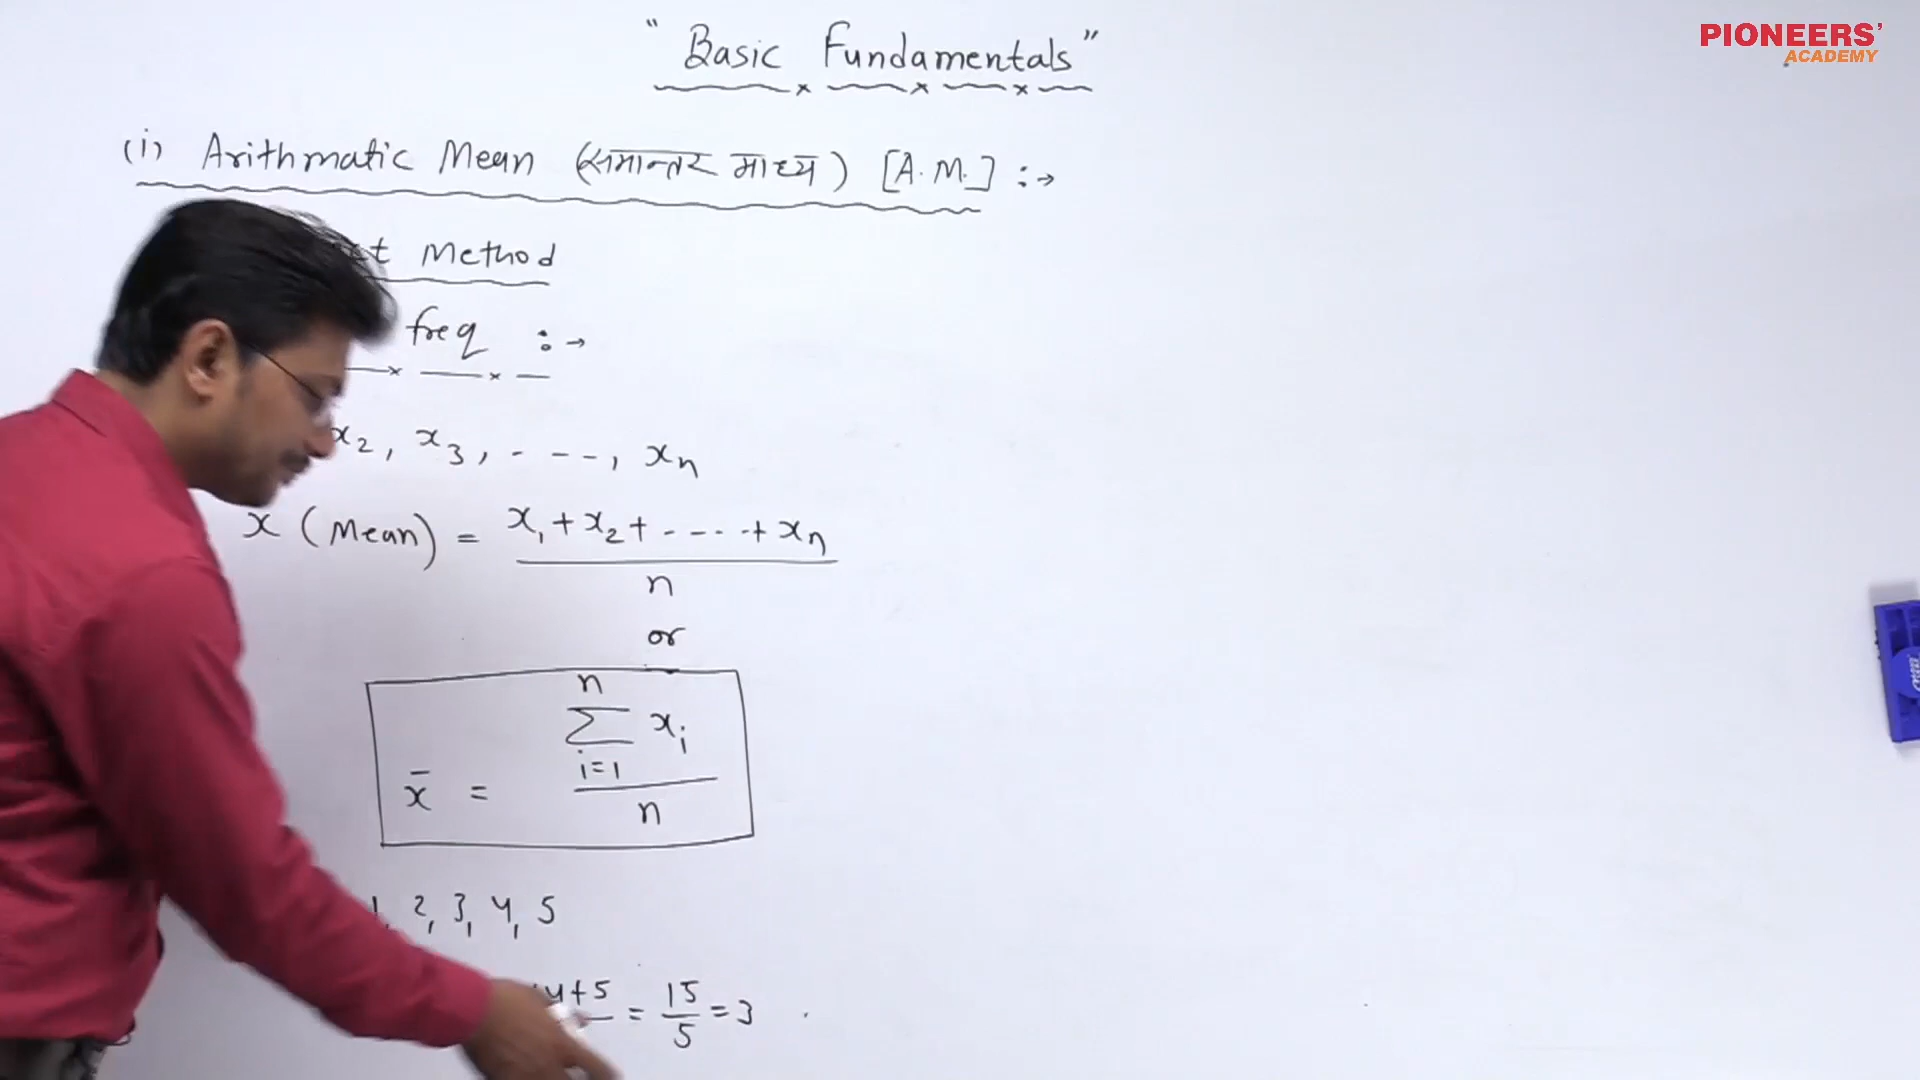 PIONEERS’
ACADEMY
“Basic Fundamentals”
(i) Arithmatic Mean (समान्तर माध्य) [A.M.] :→
Method
freq :→
x₂, x₃, - ---, xₙ
x (Mean) = x₁+x₂+----+xₙ
n
or
n
∑ xᵢ
i=1
x̄ =
n
1, 2, 3, 4, 5
4+5 = 15 = 3
5